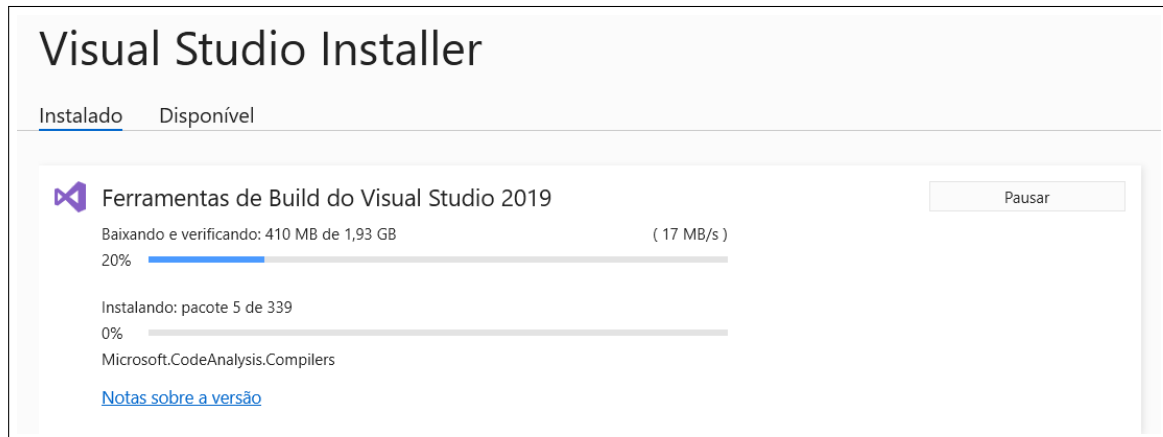 Visual Studio Installer
Instalado Disponível
Ferramentas de Build do Visual Studio 2019 Pausar
Baixando e verificando: 410 MB de 1,93 GB ( 17 MB/s )
20%
Instalando: pacote 5 de 339
0%
Microsoft.CodeAnalysis.Compilers
Notas sobre a versão